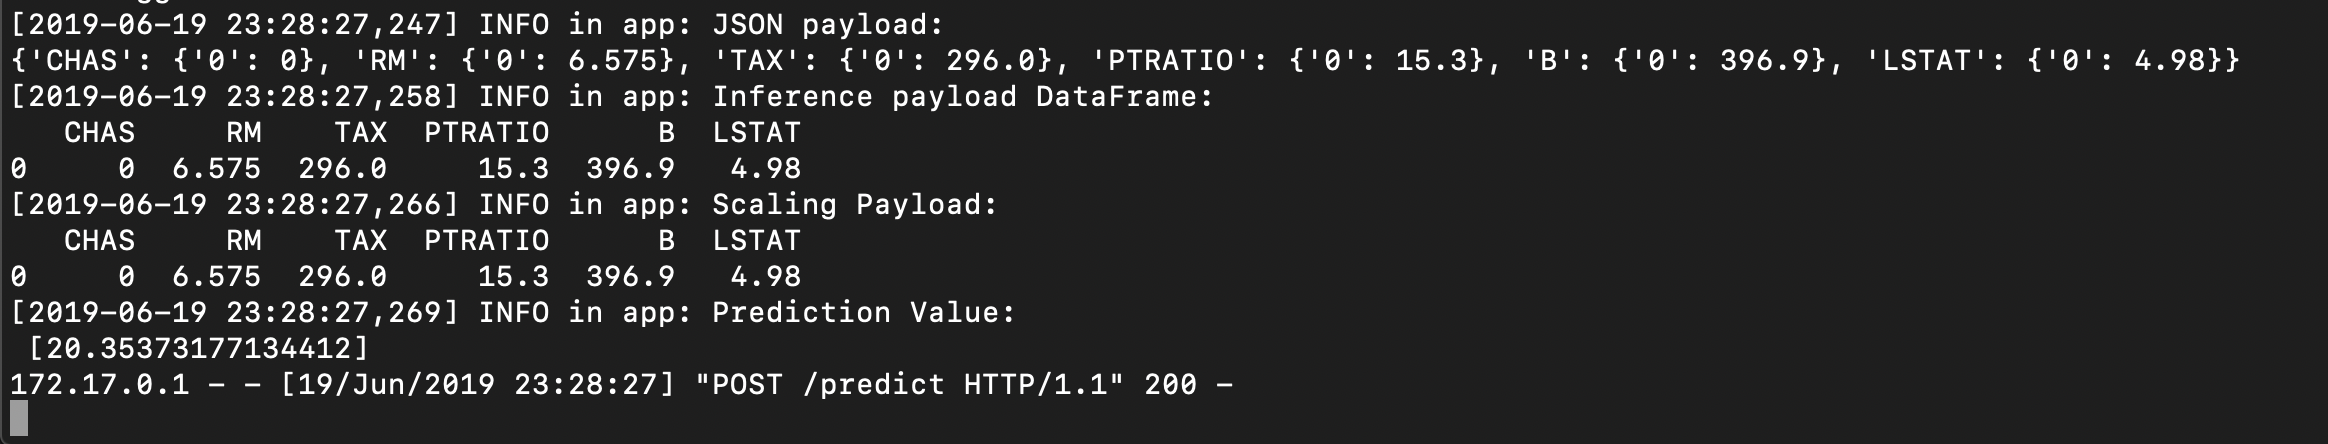 [2019-06-19 23:28:27,247] INFO in app: JSON payload:
{'CHAS': {'0': 0}, 'RM': {'0': 6.575}, 'TAX': {'0': 296.0}, 'PTRATIO': {'0': 15.3}, 'B': {'0': 396.9}, 'LSTAT': {'0': 4.98}}
[2019-06-19 23:28:27,258] INFO in app: Inference payload DataFrame:
   CHAS     RM    TAX  PTRATIO      B  LSTAT
0     0  6.575  296.0     15.3  396.9   4.98
[2019-06-19 23:28:27,266] INFO in app: Scaling Payload:
   CHAS     RM    TAX  PTRATIO      B  LSTAT
0     0  6.575  296.0     15.3  396.9   4.98
[2019-06-19 23:28:27,269] INFO in app: Prediction Value:
 [20.35373177134412]
172.17.0.1 - - [19/Jun/2019 23:28:27] "POST /predict HTTP/1.1" 200 -